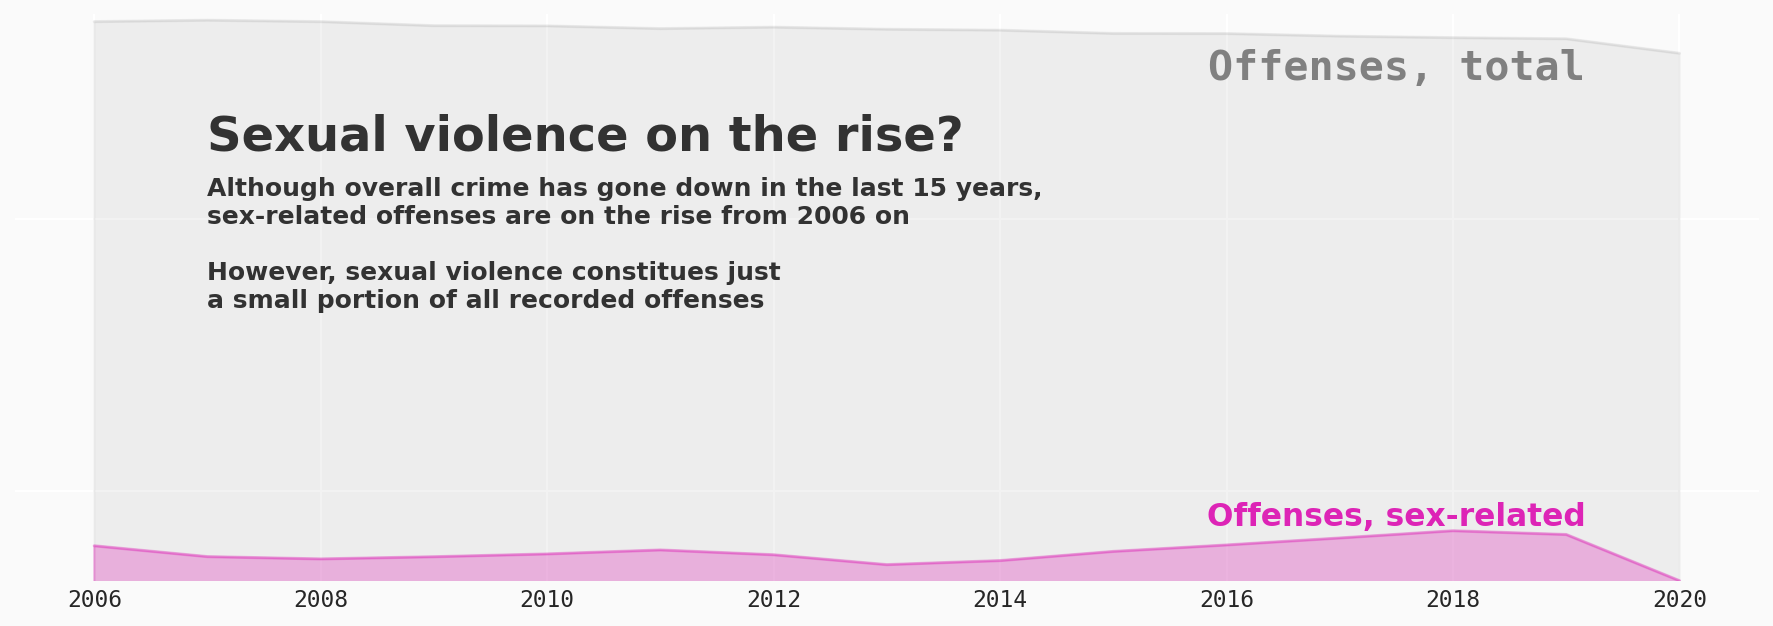 Offenses, total
Sexual violence on the rise?
Although overall crime has gone down in the last 15 years,
sex-related offenses are on the rise from 2006 on
However, sexual violence constitues just
a small portion of all recorded offenses
Offenses, sex-related
2006 2008 2010 2012 2014 2016 2018 2020